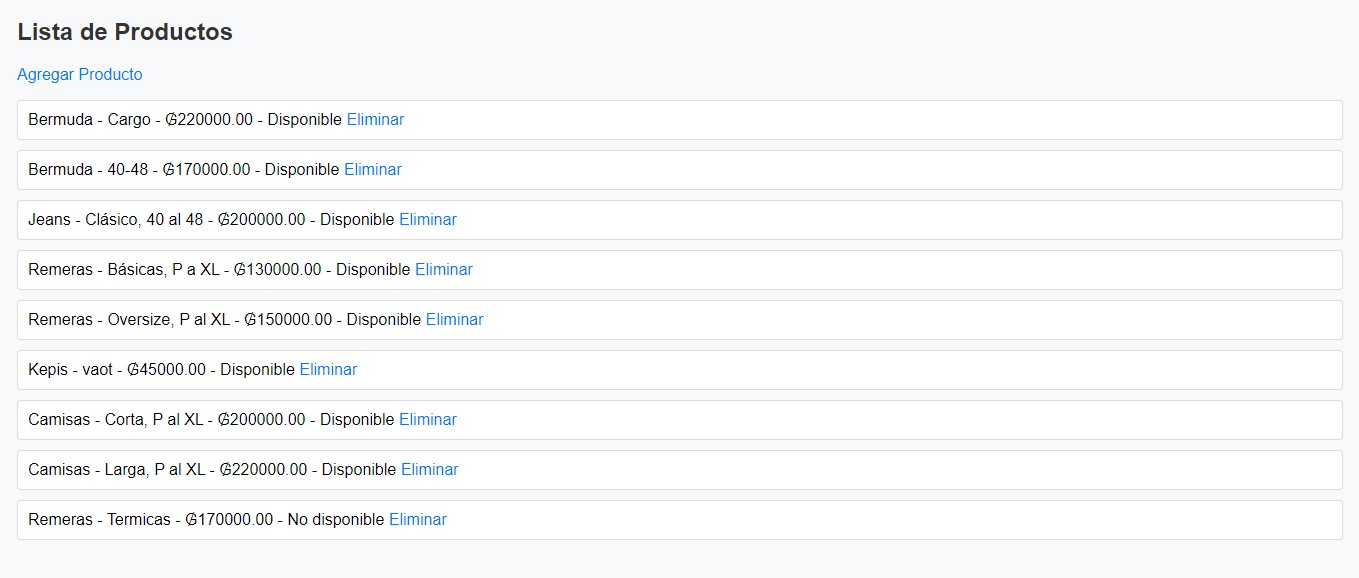 Lista de Productos
Agregar Producto
Bermuda - Cargo - ₲220000.00 - Disponible Eliminar
Bermuda - 40-48 - ₲170000.00 - Disponible Eliminar
Jeans - Clásico, 40 al 48 - ₲200000.00 - Disponible Eliminar
Remeras - Básicas, P a XL - ₲130000.00 - Disponible Eliminar
Remeras - Oversize, P al XL - ₲150000.00 - Disponible Eliminar
Kepis - vaot - ₲45000.00 - Disponible Eliminar
Camisas - Corta, P al XL - ₲200000.00 - Disponible Eliminar
Camisas - Larga, P al XL - ₲220000.00 - Disponible Eliminar
Remeras - Termicas - ₲170000.00 - No disponible Eliminar